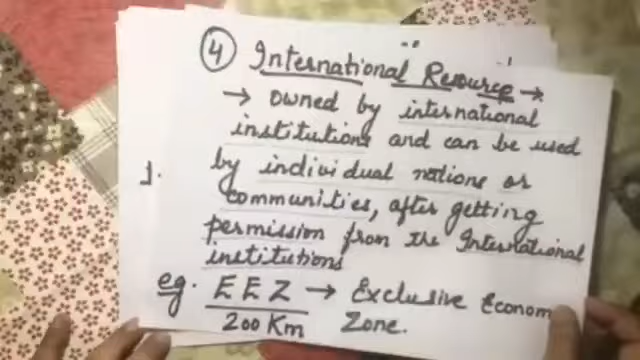 ④ International Resource →
→ Owned by international
institutions and can be used
by individual nations or
communities, after getting
permission from the International
institutions
eg. EEZ → Exclusive Econom
200 Km Zone.